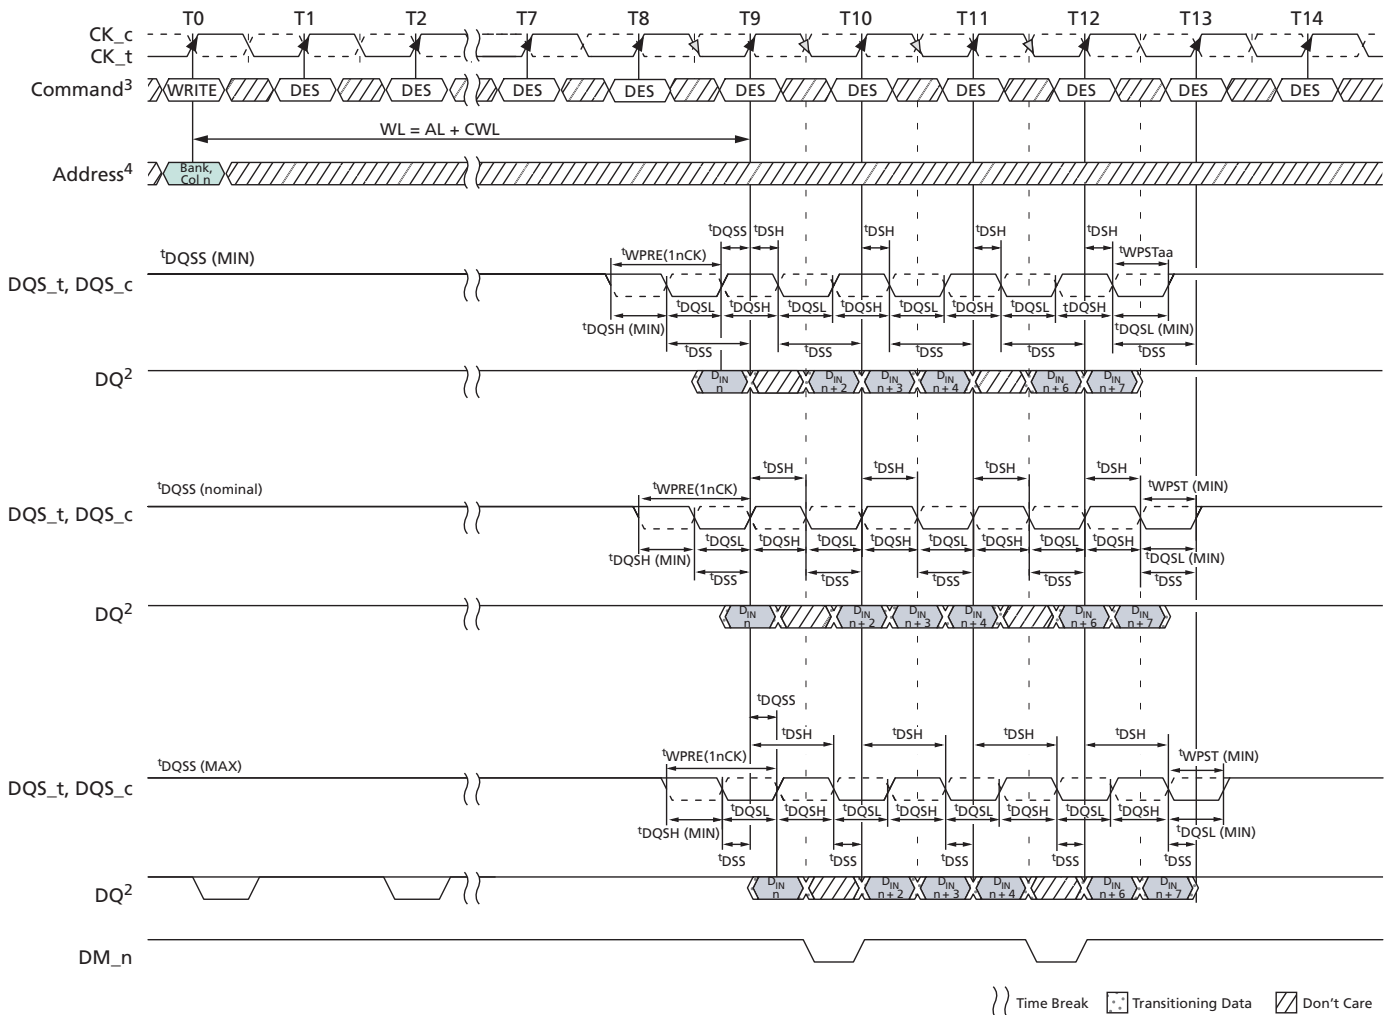 T0 T1 T2 T7 T8 T9 T10 T11 T12 T13 T14
CK_c
CK_t
Command3 WRITE DES DES DES DES DES DES DES DES DES DES
WL = AL + CWL
Address4 Bank, Col n
tDQSS tDSH tDSH tDSH tDSH
tDQSS (MIN) tWPRE(1nCK) tWPSTaa
DQS_t, DQS_c
tDQSL tDQSH tDQSL tDQSH tDQSL tDQSH tDQSL tDQSH
tDQSH (MIN) tDQSL (MIN)
tDSS tDSS tDSS tDSS tDSS
DQ2 DIN n DIN n + 2 DIN n + 3 DIN n + 4 DIN n + 6 DIN n + 7
tDSH tDSH tDSH tDSH
tDQSS (nominal) tWPRE(1nCK) tWPST (MIN)
DQS_t, DQS_c
tDQSL tDQSH tDQSL tDQSH tDQSL tDQSH tDQSL tDQSH
tDQSH (MIN) tDQSL (MIN)
tDSS tDSS tDSS tDSS tDSS
DQ2 DIN n DIN n + 2 DIN n + 3 DIN n + 4 DIN n + 6 DIN n + 7
tDQSS
tDSH tDSH tDSH tDSH
tDQSS (MAX) tWPRE(1nCK) tWPST (MIN)
DQS_t, DQS_c
tDQSL tDQSH tDQSL tDQSH tDQSL tDQSH tDQSL tDQSH
tDQSH (MIN) tDQSL (MIN)
tDSS tDSS tDSS tDSS tDSS
DQ2 DIN n DIN n + 2 DIN n + 3 DIN n + 4 DIN n + 6 DIN n + 7
DM_n
Time Break Transitioning Data Don't Care